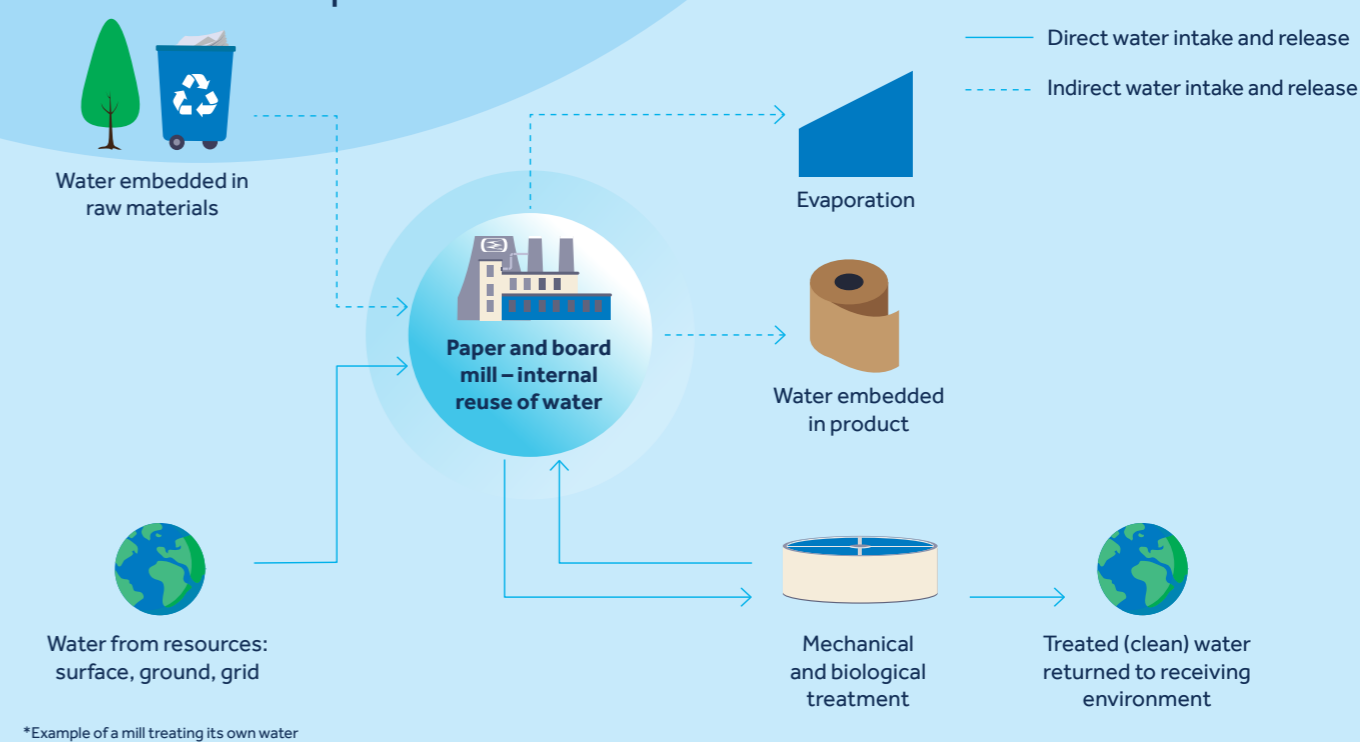 Direct water intake and release
Indirect water intake and release
Water embedded in
raw materials
Evaporation
Paper and board
mill – internal
reuse of water
Water embedded
in product
Water from resources:
surface, ground, grid
Mechanical
and biological
treatment
Treated (clean) water
returned to receiving
environment
*Example of a mill treating its own water